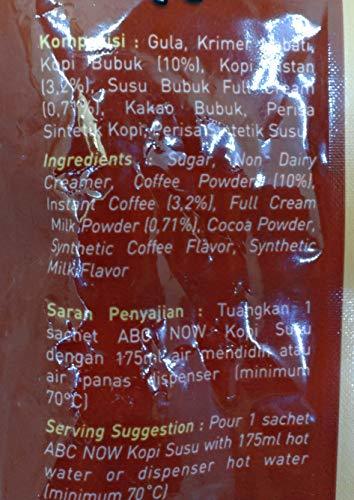 Komposisi : Gula, Krimer Nabati,
Kopi Bubuk (10%), Kopi Instan
(3,2%), Susu Bubuk Full Cream
(0,71%), Kakao Bubuk, Perisa
Sintetik Kopi, Perisa Sintetik Susu
Ingredients : Sugar, Non Dairy
Creamer, Coffee Powder (10%),
Instant Coffee (3,2%), Full Cream
Milk Powder (0,71%), Cocoa Powder,
Synthetic Coffee Flavor, Synthetic
Milk Flavor
Saran Penyajian : Tuangkan 1
sachet ABC NOW Kopi Susu
dengan 175ml air mendidih atau
air panas dispenser (minimum
70°C)
Serving Suggestion : Pour 1 sachet
ABC NOW Kopi Susu with 175ml hot
water or dispenser hot water
(minimum 70°C)